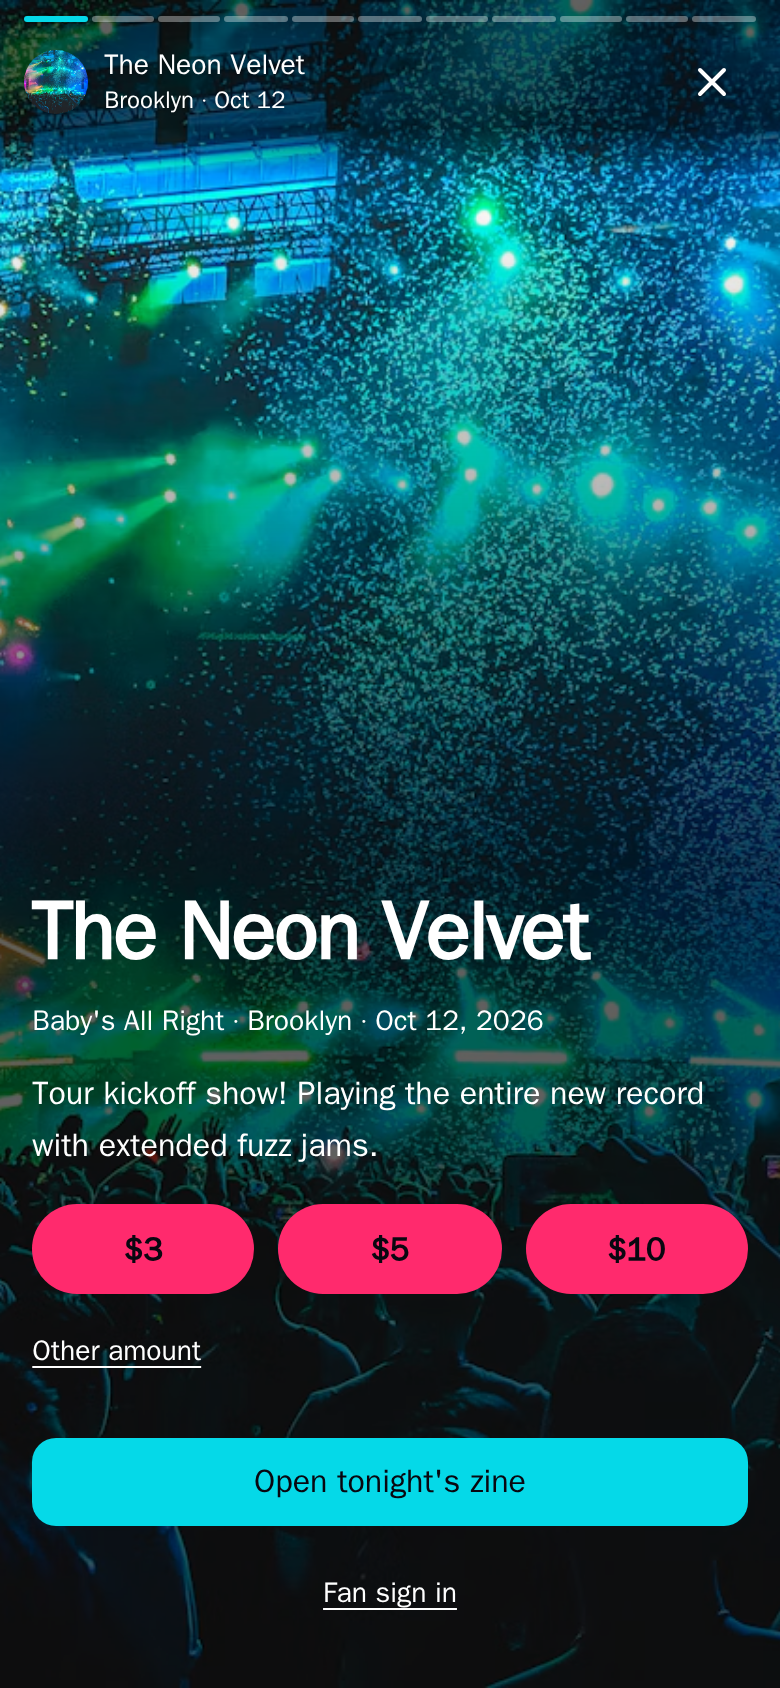 The Neon Velvet
Brooklyn · Oct 12
The Neon Velvet
Baby's All Right · Brooklyn · Oct 12, 2026
Tour kickoff show! Playing the entire new record
with extended fuzz jams.
$3
$5
$10
Other amount
Open tonight's zine
Fan sign in